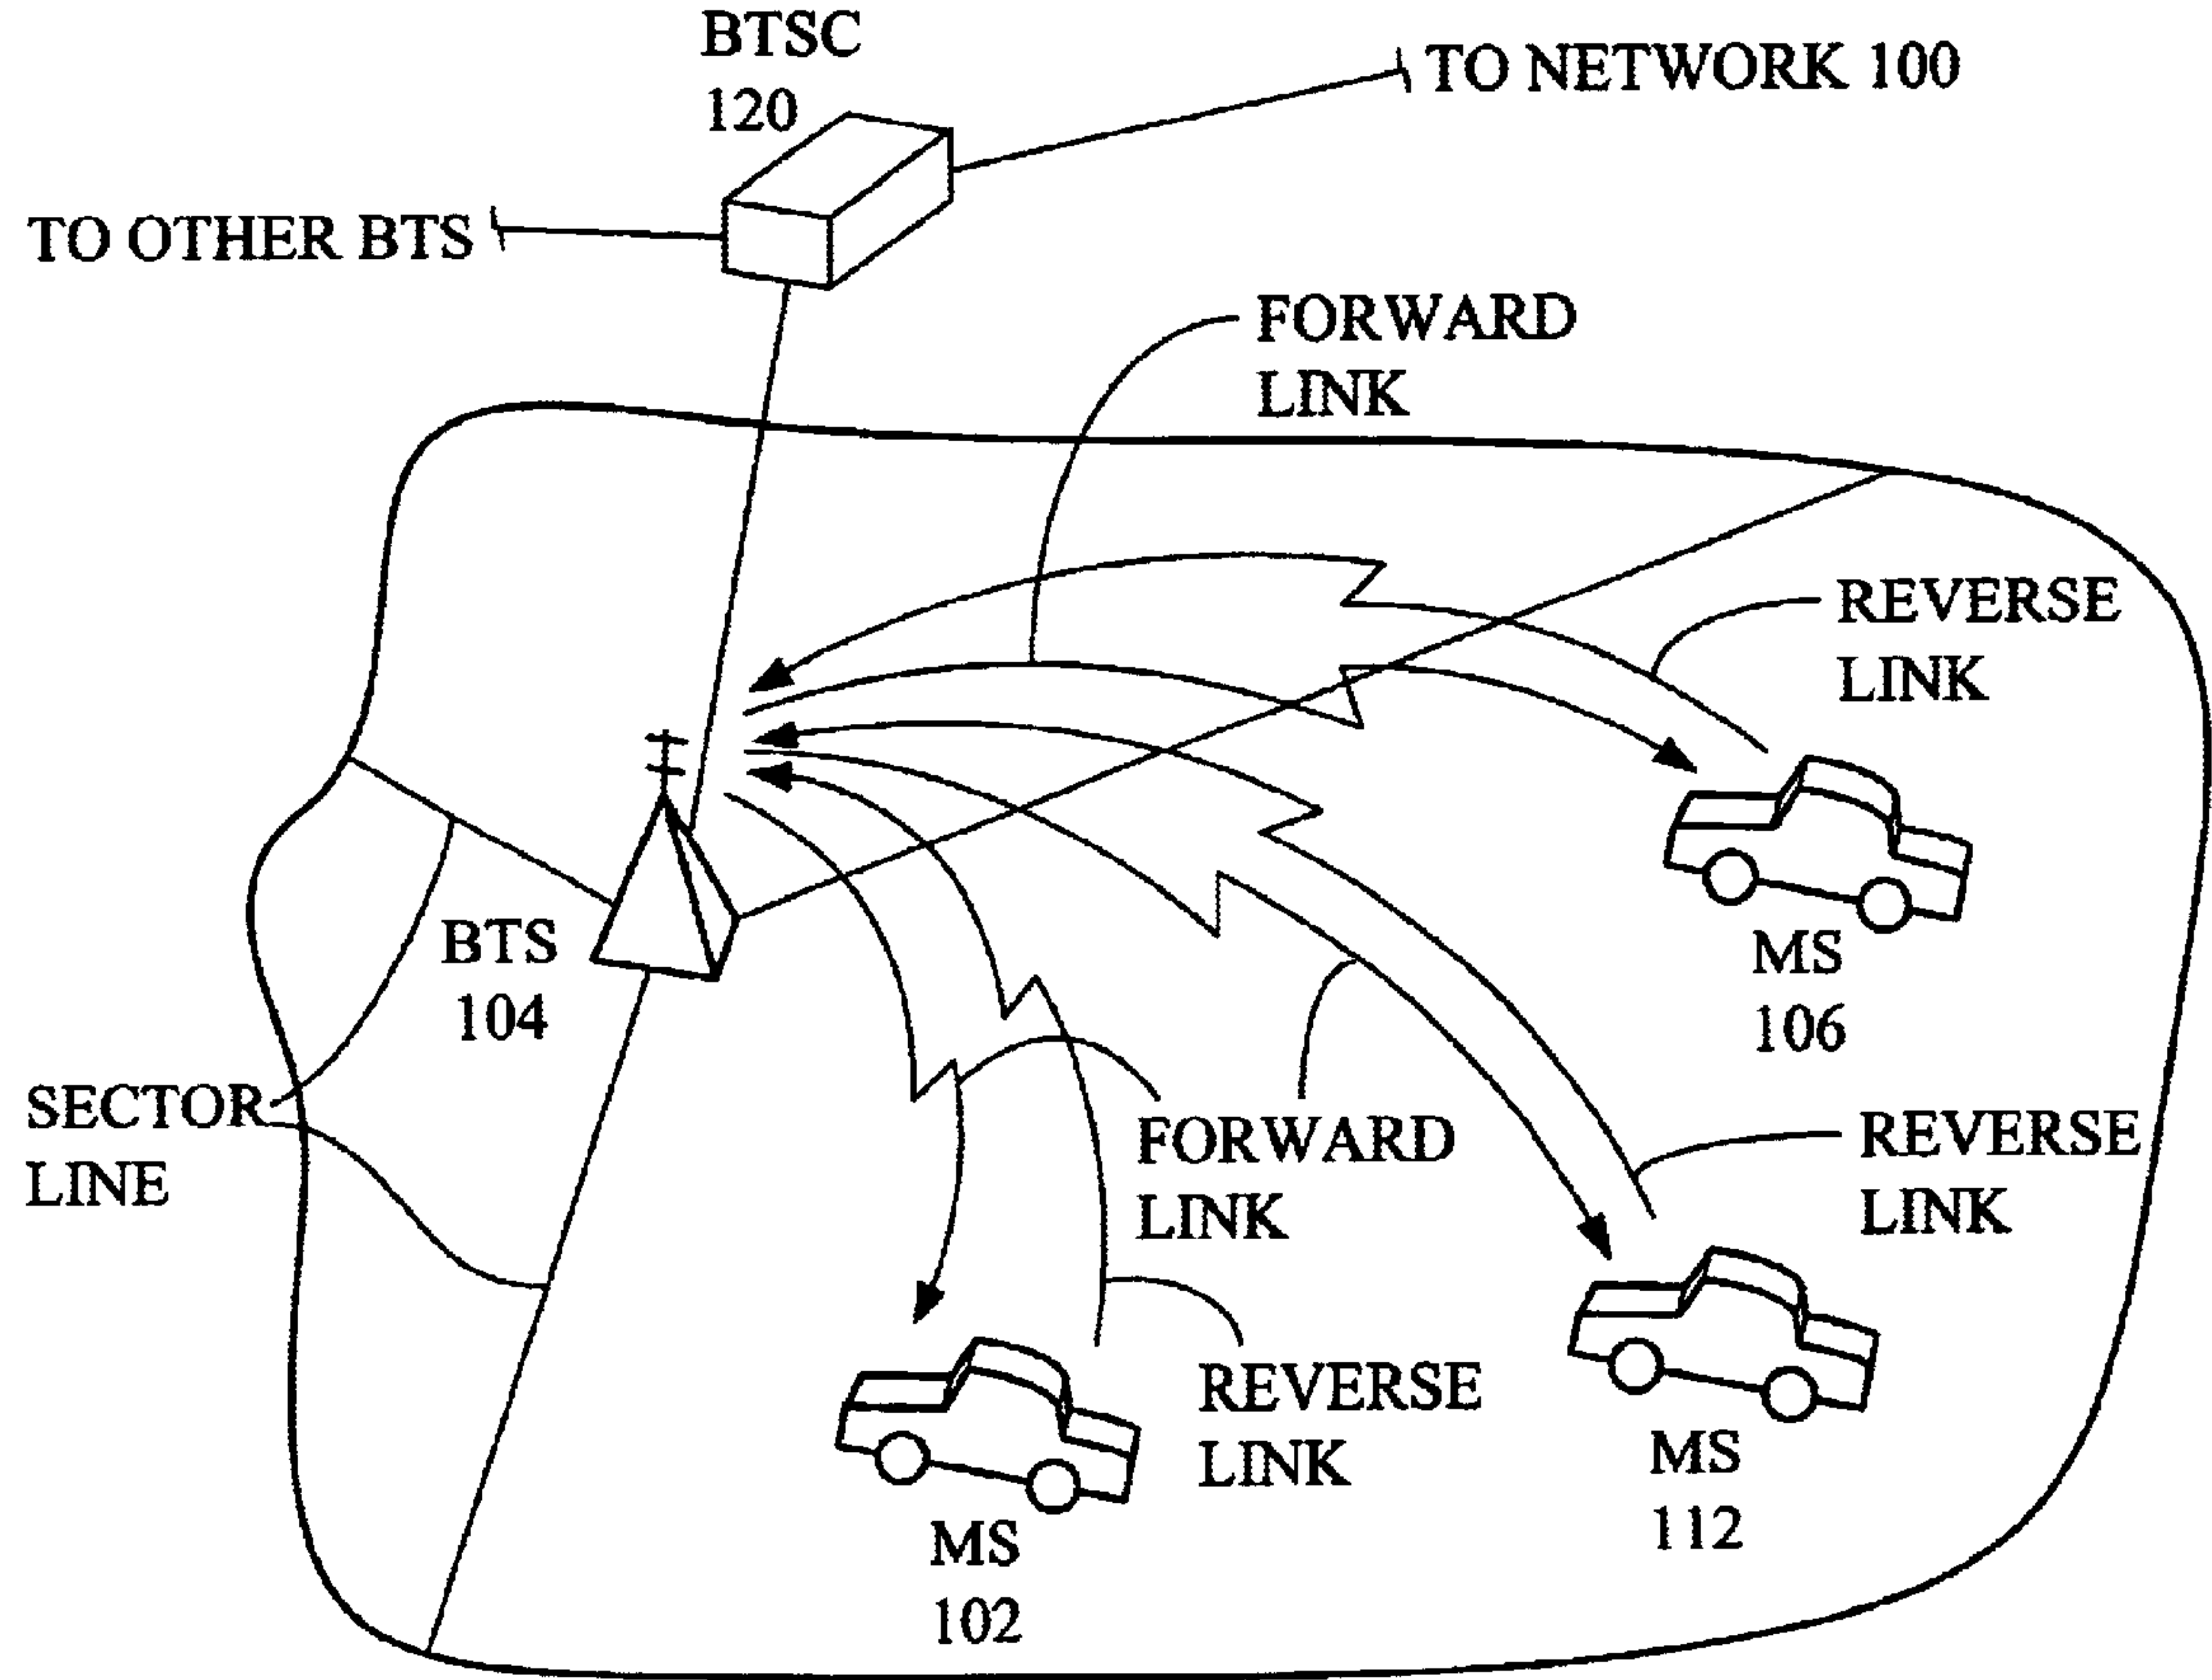 BTSC
120
TO NETWORK 100
TO OTHER BTS
FORWARD
LINK
REVERSE
LINK
BTS
104
MS
106
SECTOR
LINE
FORWARD
LINK
REVERSE
LINK
REVERSE
LINK
MS
112
MS
102